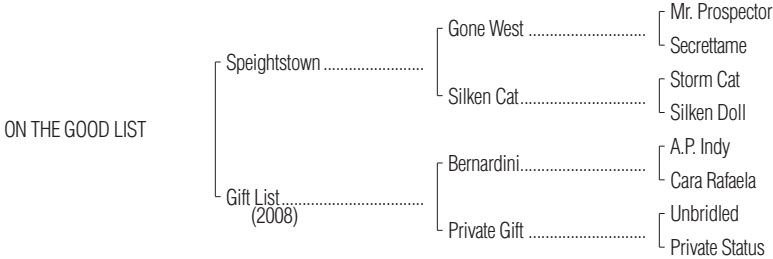 Mr. Prospector
Gone West ..............................
Secrettame
Speightstown .........................
Storm Cat
Silken Cat................................
Silken Doll
ON THE GOOD LIST
A.P. Indy
Bernardini................................
Cara Rafaela
Gift List....................................
(2008)
Unbridled
Private Gift ..............................
Private Status